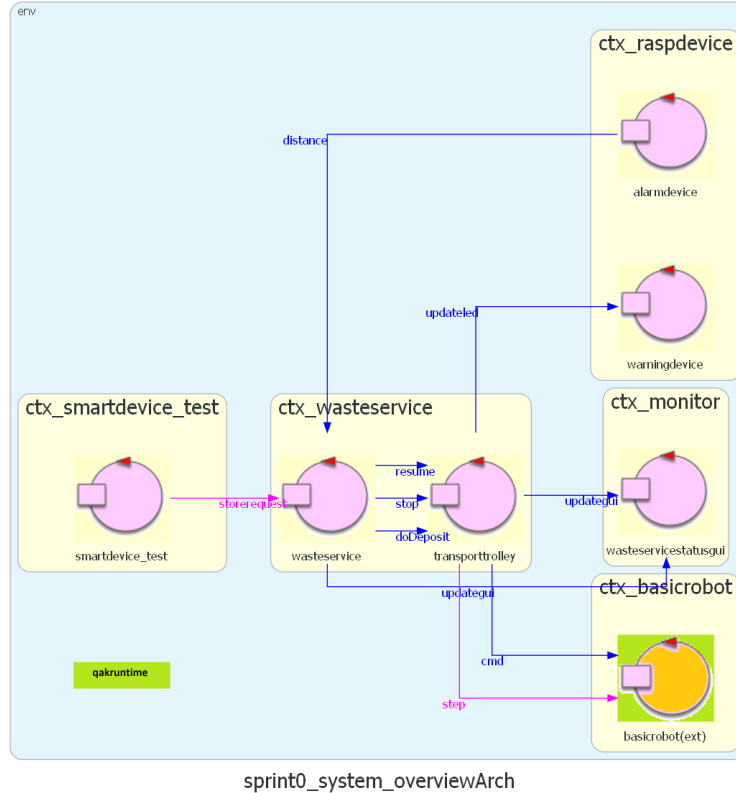 env
ctx_raspdevice
distance
alarmdevice
updateled
warningdevice
ctx_smartdevice_test
ctx_wasteservice
ctx_monitor
resume
storerequest
stop
updategui
doDeposit
smartdevice_test
wasteservice
transporttrolley
wasteservicestatusgui
updategui
ctx_basicrobot
cmd
qakruntime
step
basicrobot(ext)
sprint0_system_overviewArch